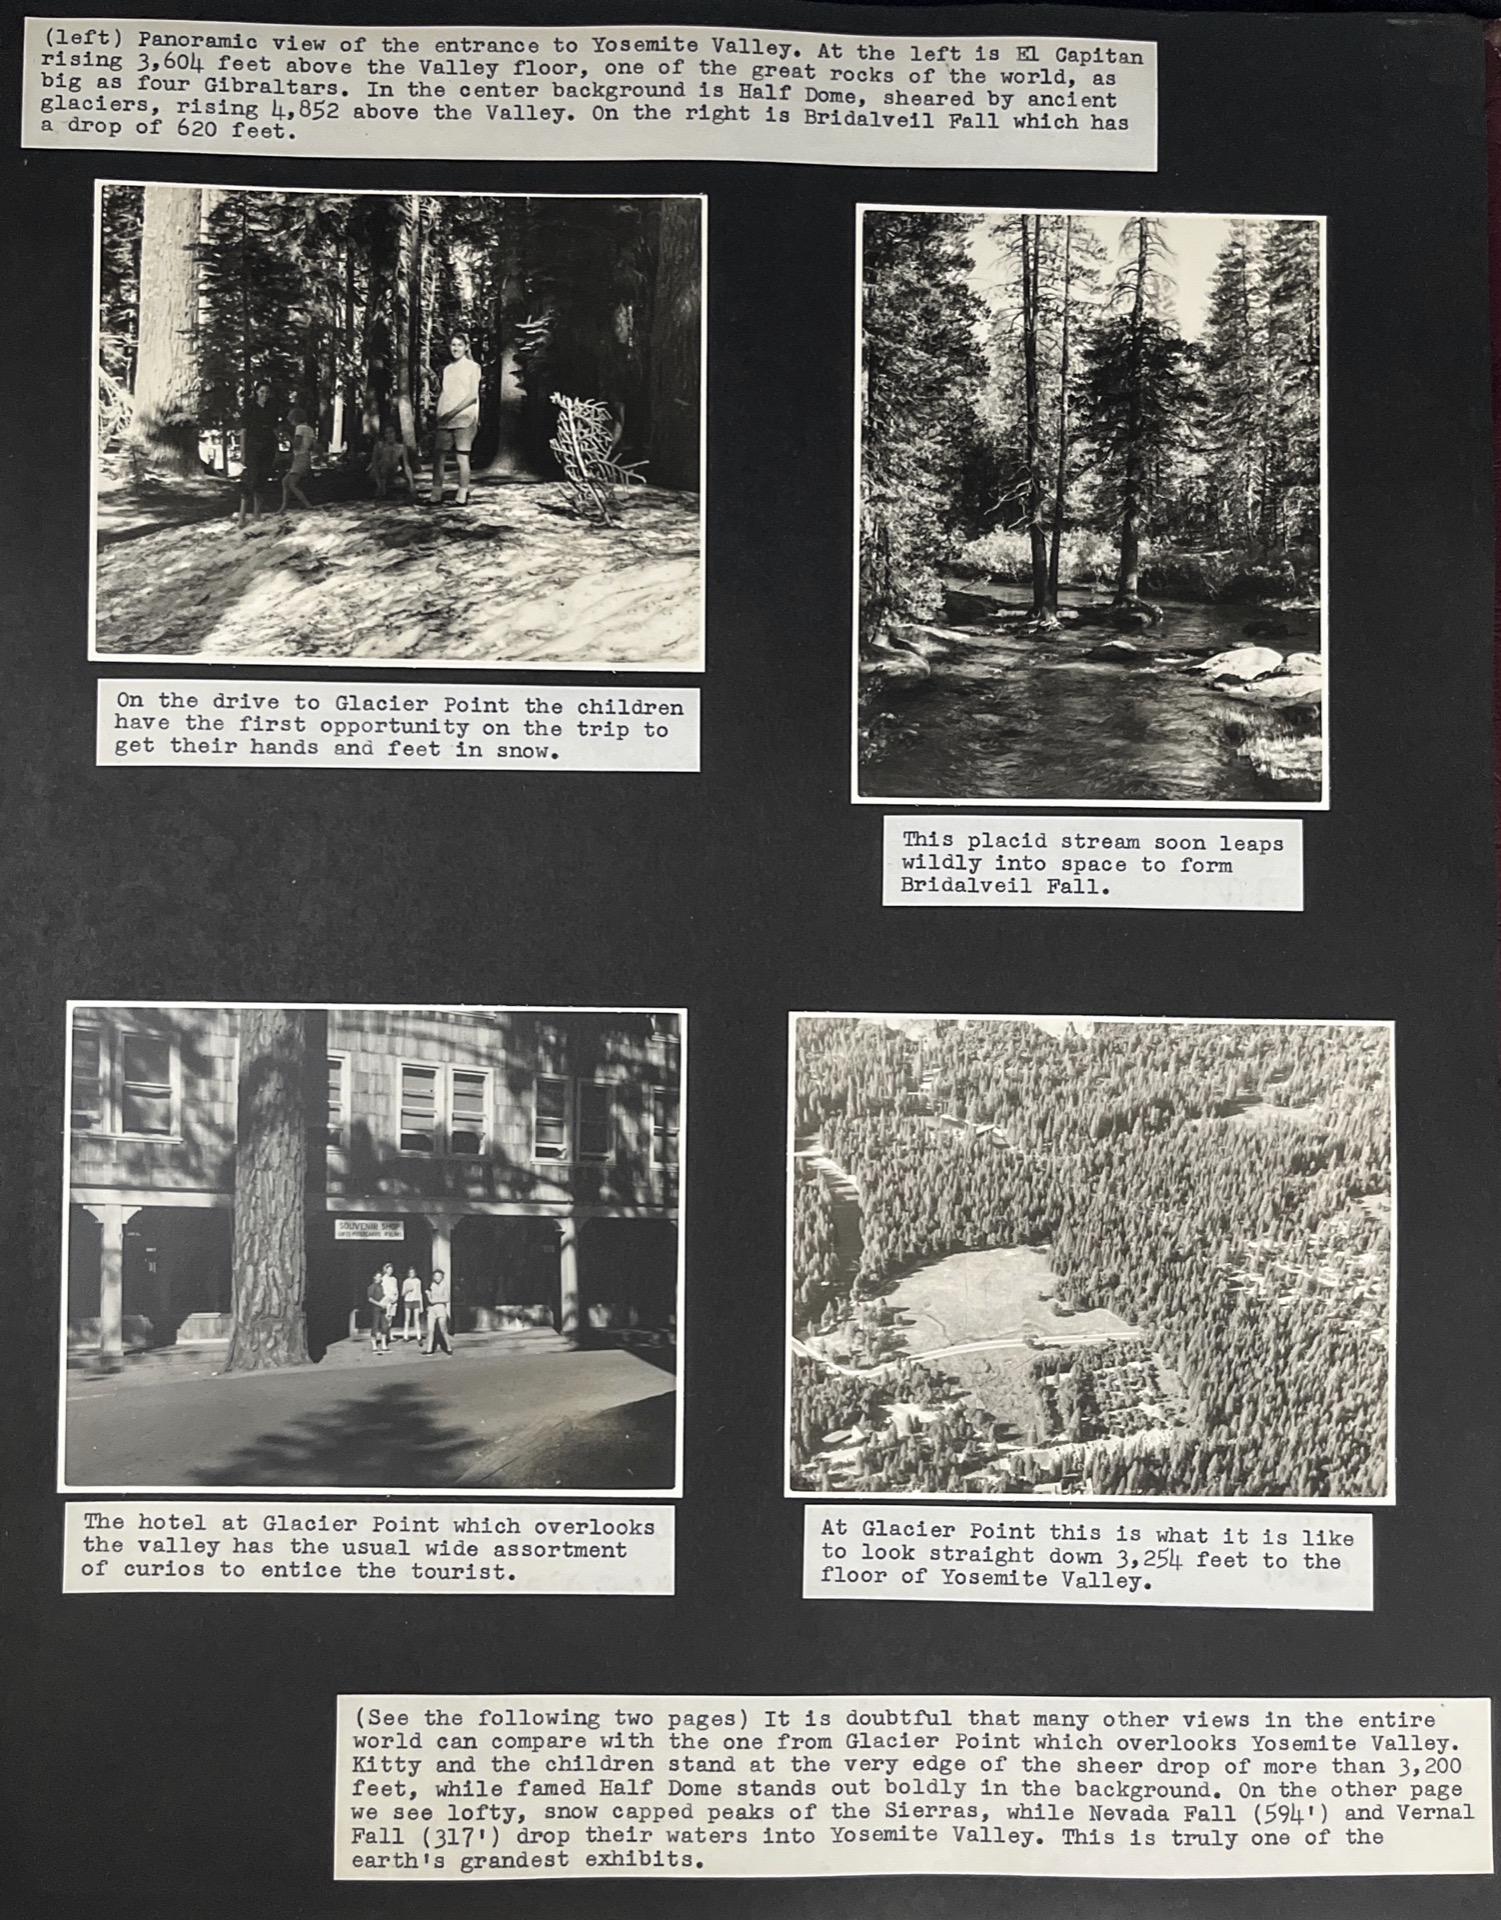 (left) Panoramic view of the entrance to Yosemite Valley. At the left is El Capitan
rising 3,604 feet above the Valley floor, one of the great rocks of the world, as
big as four Gibraltars. In the center background is Half Dome, sheared by ancient
glaciers, rising 4,852 above the Valley. On the right is Bridalveil Fall which has
a drop of 620 feet.
On the drive to Glacier Point the children
have the first opportunity on the trip to
get their hands and feet in snow.
This placid stream soon leaps
wildly into space to form
Bridalveil Fall.
SOUVENIR SHOP
The hotel at Glacier Point which overlooks
the valley has the usual wide assortment
of curios to entice the tourist.
At Glacier Point this is what it is like
to look straight down 3,254 feet to the
floor of Yosemite Valley.
(See the following two pages) It is doubtful that many other views in the entire
world can compare with the one from Glacier Point which overlooks Yosemite Valley.
Kitty and the children stand at the very edge of the sheer drop of more than 3,200
feet, while famed Half Dome stands out boldly in the background. On the other page
we see lofty, snow capped peaks of the Sierras, while Nevada Fall (594') and Vernal
Fall (317') drop their waters into Yosemite Valley. This is truly one of the
earth's grandest exhibits.